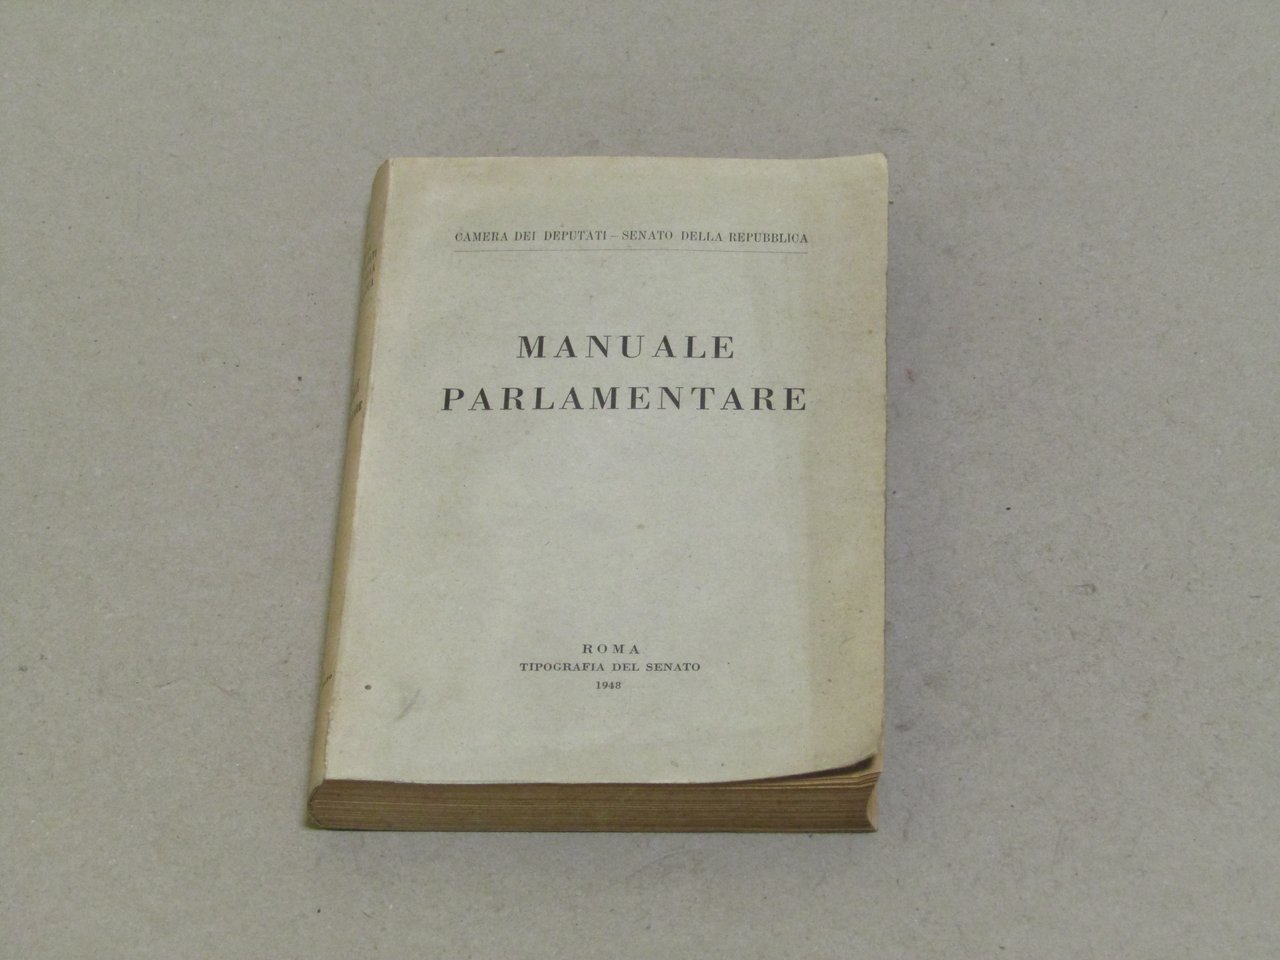 CAMERA DEI DEPUTATI – SENATO DELLA REPUBBLICA
MANUALE
PARLAMENTARE
ROMA
TIPOGRAFIA DEL SENATO
1948